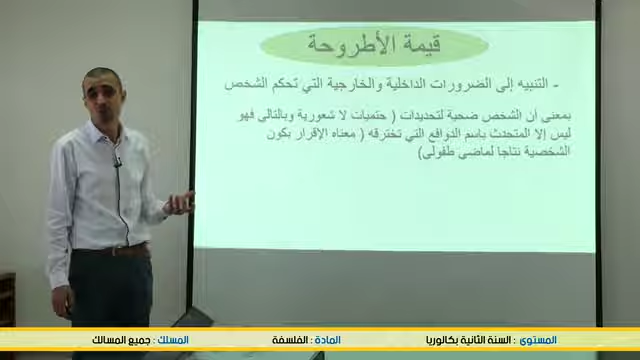 قيمة الأطروحة
- التنبيه إلى الضرورات الداخلية والخارجية التي تحكم الشخص
بمعنى أن الشخص ضحية لتحديدات ( حتميات لا شعورية وبالتالي فهو
ليس إلا المتحدث باسم الدوافع التي تخترقه ( معناه الإقرار بكون
الشخصية نتاجا لماضي طفولي)
المستوى : السنة الثانية بكالوريا
المادة : الفلسفة
المسلك : جميع المسالك